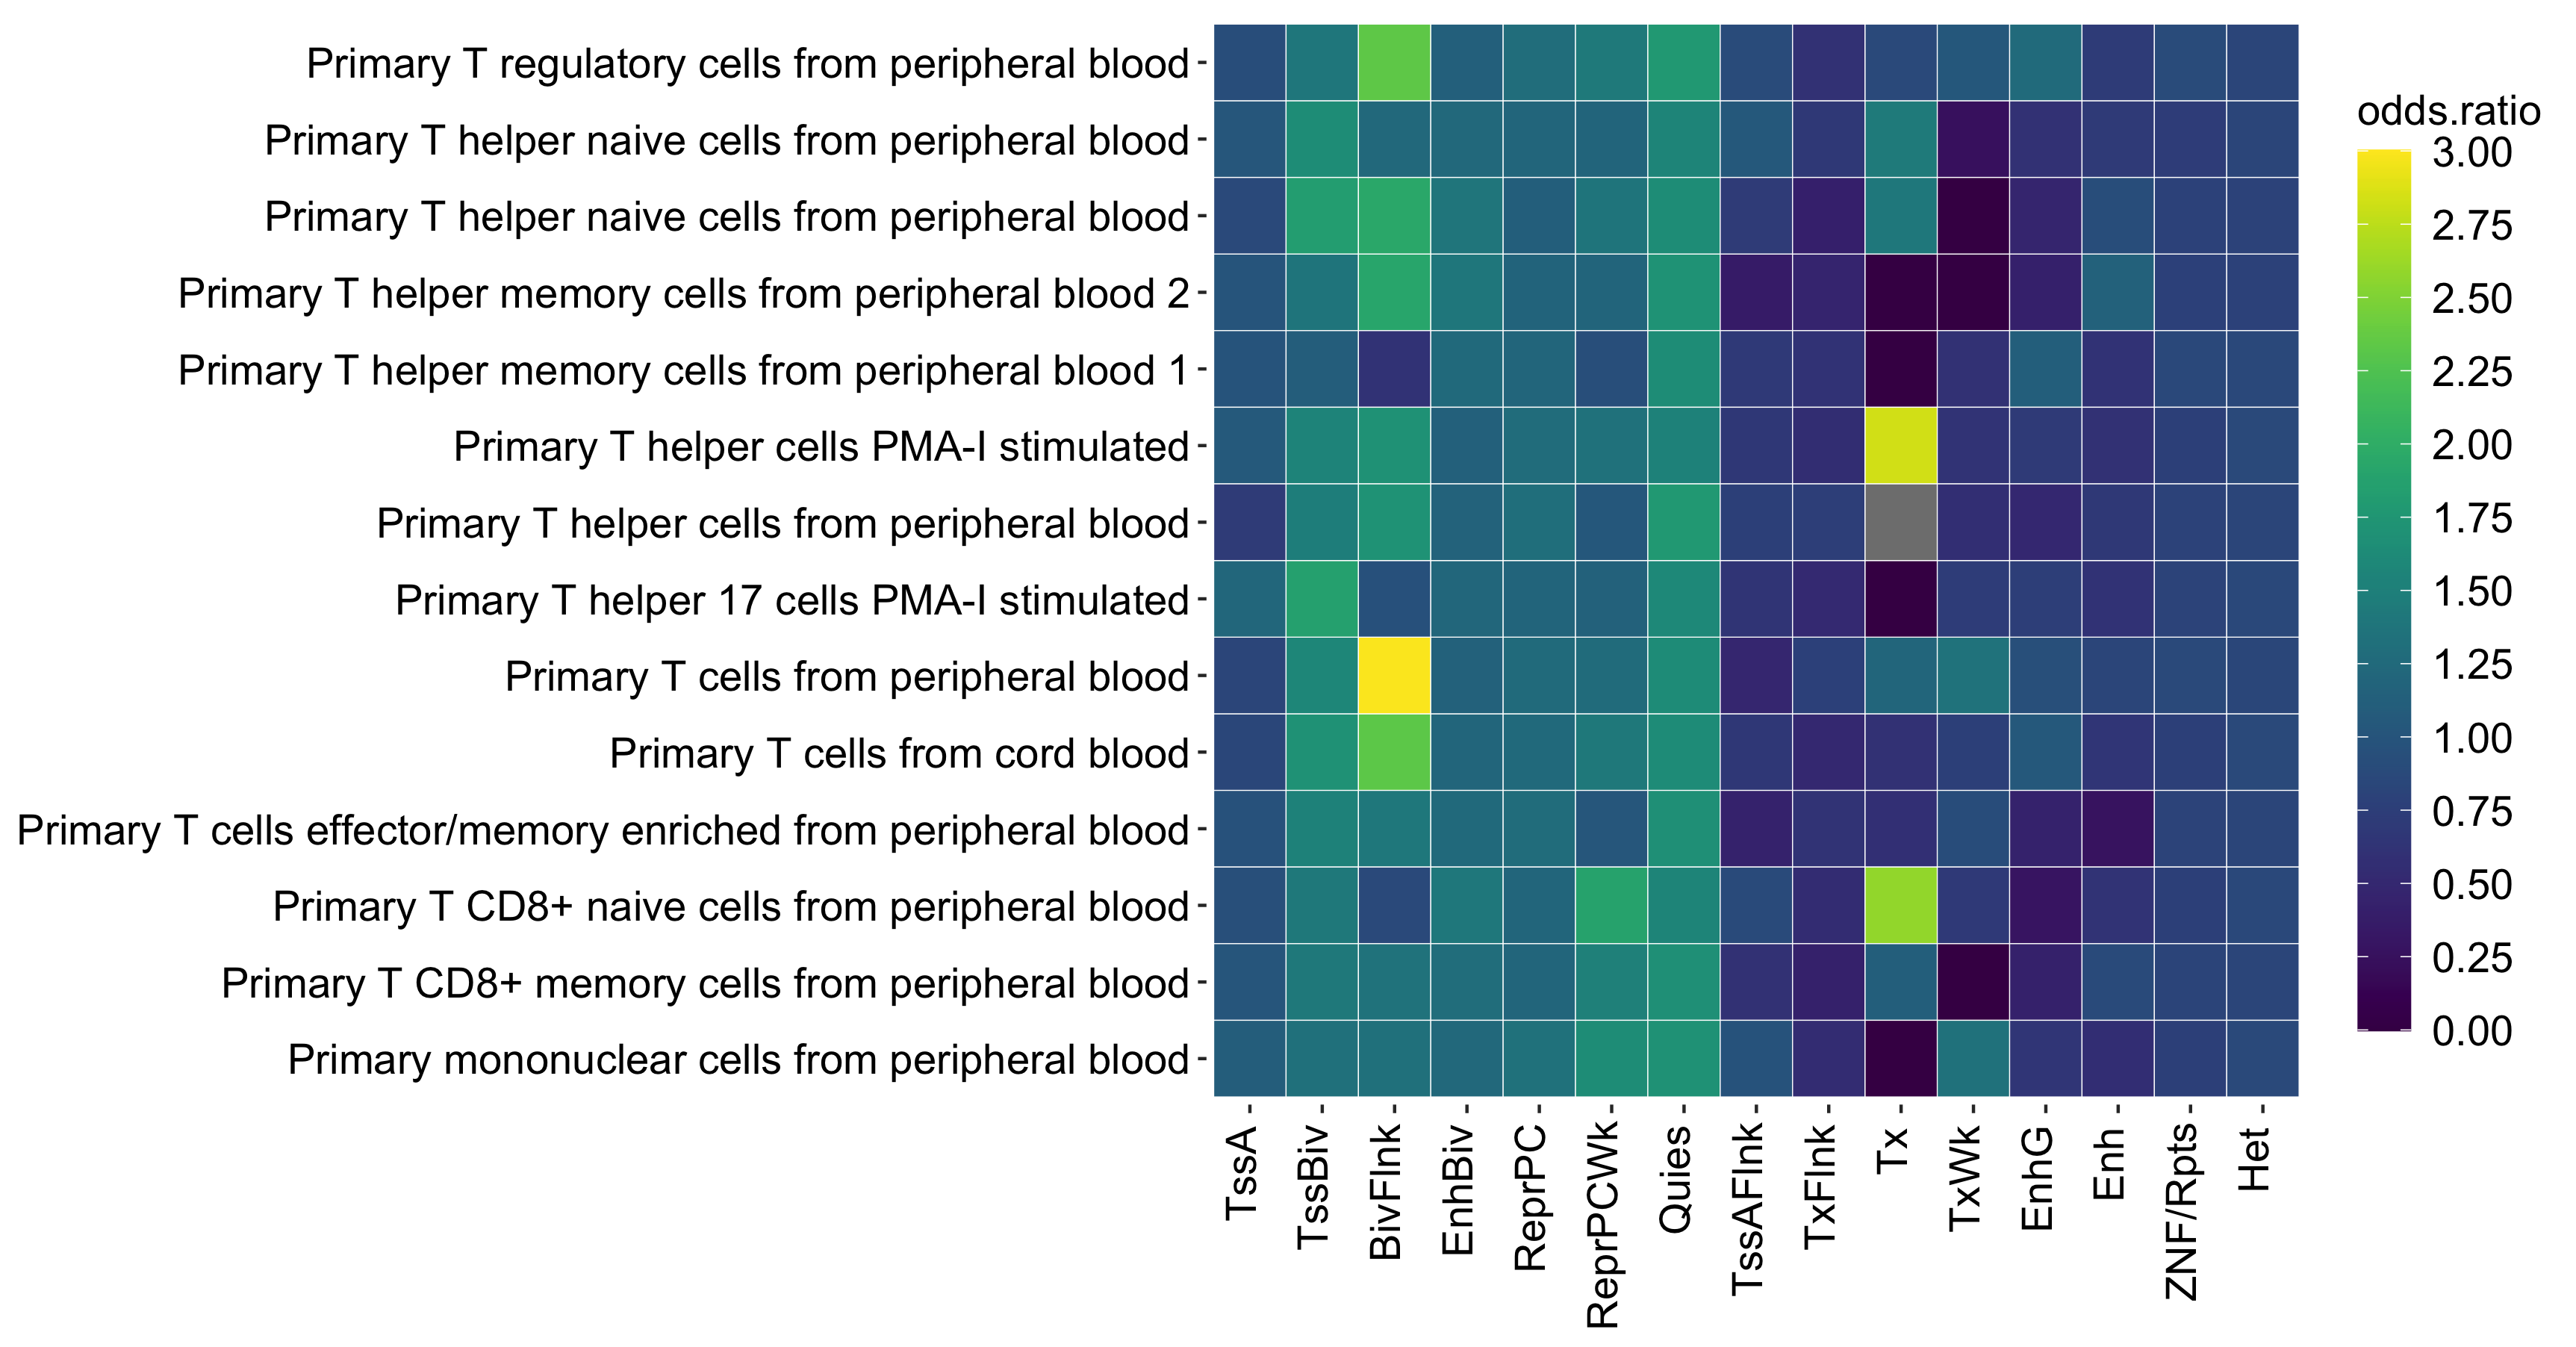 Primary T regulatory cells from peripheral blood
Primary T helper naive cells from peripheral blood
Primary T helper naive cells from peripheral blood
Primary T helper memory cells from peripheral blood 2
Primary T helper memory cells from peripheral blood 1
Primary T helper cells PMA-I stimulated
Primary T helper cells from peripheral blood
Primary T helper 17 cells PMA-I stimulated
Primary T cells from peripheral blood
Primary T cells from cord blood
Primary T cells effector/memory enriched from peripheral blood
Primary T CD8+ naive cells from peripheral blood
Primary T CD8+ memory cells from peripheral blood
Primary mononuclear cells from peripheral blood
TssA
TssBiv
BivFlnk
EnhBiv
ReprPC
ReprPCWk
Quies
TssAFlnk
TxFlnk
Tx
TxWk
EnhG
Enh
ZNF/Rpts
Het
odds.ratio
3.00
2.75
2.50
2.25
2.00
1.75
1.50
1.25
1.00
0.75
0.50
0.25
0.00